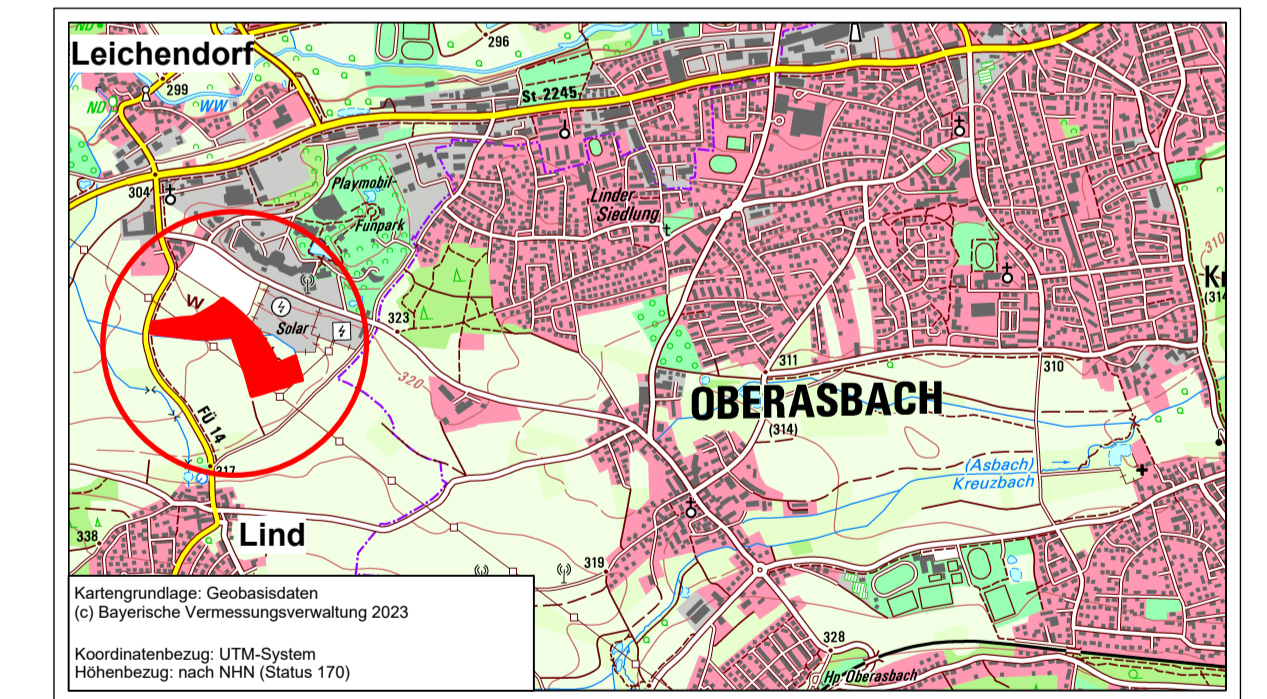 ND
Leichendorf
296
299
ND
WW
St 2245
304
Playmobil-
Funpark
Linder-
Siedlung
310
Kr
(314
W
Solar
323
320
311
310
OBERASBACH
(314)
FÜ 14
317
(Asbach)
Kreuzbach
Lind
338
319
328
Hp Oberasbach
Kartengrundlage: Geobasisdaten
(c) Bayerische Vermessungsverwaltung 2023
Koordinatenbezug: UTM-System
Höhenbezug: nach NHN (Status 170)